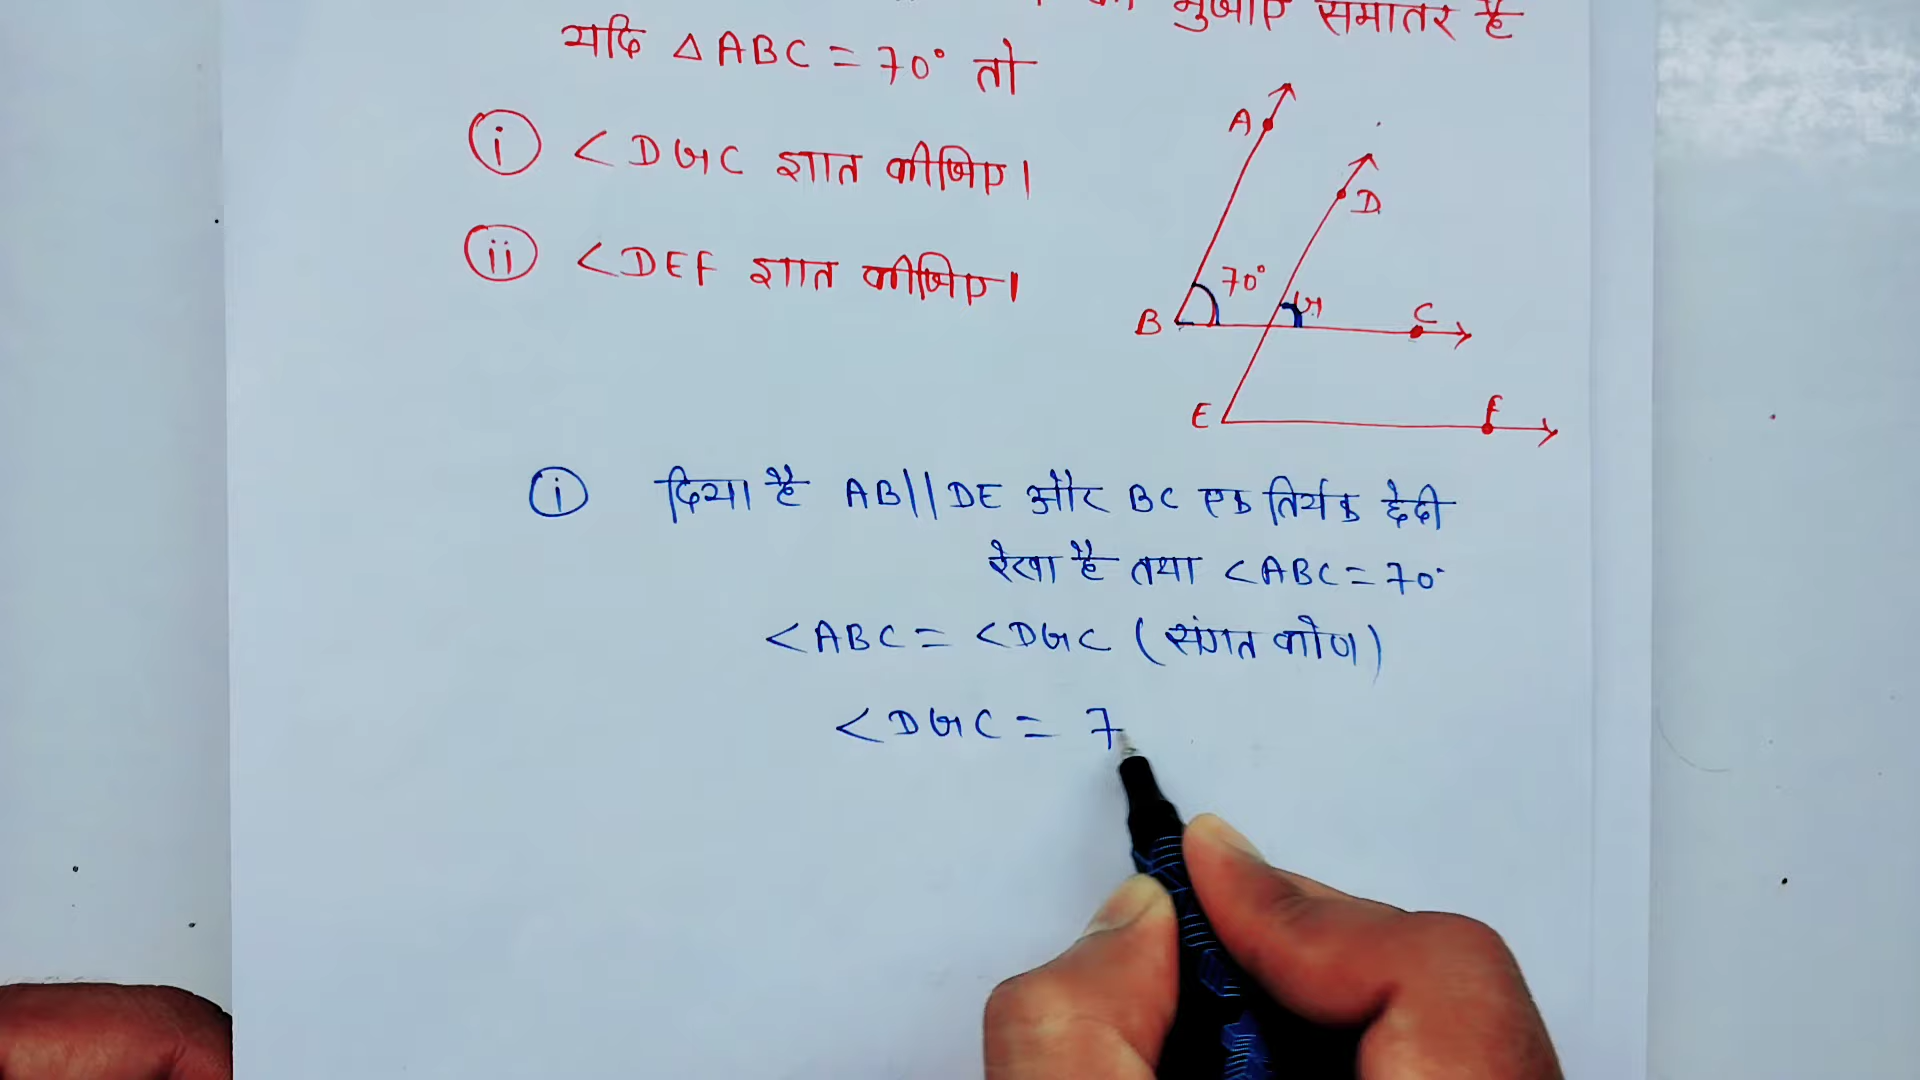 भुजाएं समांतर है
यदि △ABC = 70° तो
i <DGC ज्ञात कीजिए।
ii <DEF ज्ञात कीजिए।
A
D
70°
G
B
C
E
F
i दिया है AB||DE और BC एक तिर्यक छेदी
रेखा है तथा <ABC = 70°
<ABC = <DGC (संगत कोण)
<DGC = 7